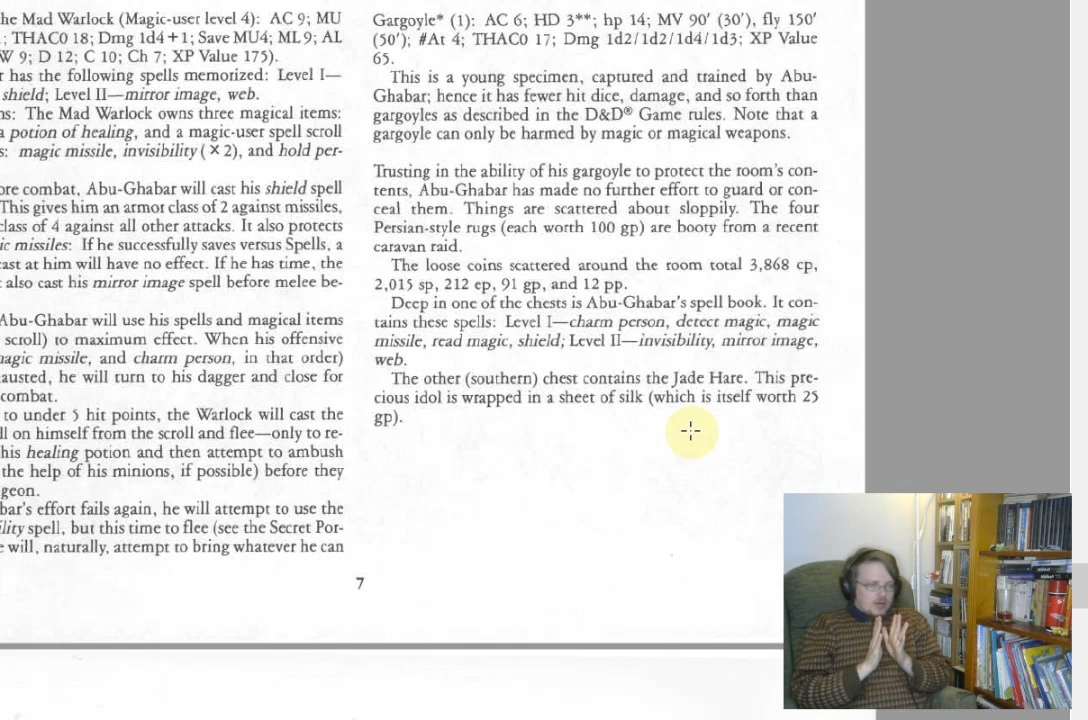 he Mad Warlock (Magic-user level 4): AC 9; MU
; THAC0 18; Dmg 1d4+1; Save MU4; ML 9; AL
W 9; D 12; C 10; Ch 7; XP Value 175).
r has the following spells memorized: Level I—
shield; Level II—mirror image, web.
ns: The Mad Warlock owns three magical items:
a potion of healing, and a magic-user spell scroll
s: magic missile, invisibility (×2), and hold per-
ore combat, Abu-Ghabar will cast his shield spell
This gives him an armor class of 2 against missiles,
class of 4 against all other attacks. It also protects
ic missiles: If he successfully saves versus Spells, a
cast at him will have no effect. If he has time, the
also cast his mirror image spell before melee be-
Abu-Ghabar will use his spells and magical items
scroll) to maximum effect. When his offensive
magic missile, and charm person, in that order)
austed, he will turn to his dagger and close for
combat.
to under 5 hit points, the Warlock will cast the
ll on himself from the scroll and flee—only to re-
his healing potion and then attempt to ambush
the help of his minions, if possible) before they
geon.
bar's effort fails again, he will attempt to use the
ility spell, but this time to flee (see the Secret Por-
e will, naturally, attempt to bring whatever he can
Gargoyle* (1): AC 6; HD 3**; hp 14; MV 90' (30'), fly 150'
(50'); #At 4; THAC0 17; Dmg 1d2/1d2/1d4/1d3; XP Value
65.
This is a young specimen, captured and trained by Abu-
Ghabar; hence it has fewer hit dice, damage, and so forth than
gargoyles as described in the D&D® Game rules. Note that a
gargoyle can only be harmed by magic or magical weapons.
Trusting in the ability of his gargoyle to protect the room's con-
tents, Abu-Ghabar has made no further effort to guard or con-
ceal them. Things are scattered about sloppily. The four
Persian-style rugs (each worth 100 gp) are booty from a recent
caravan raid.
The loose coins scattered around the room total 3,868 cp,
2,015 sp, 212 ep, 91 gp, and 12 pp.
Deep in one of the chests is Abu-Ghabar's spell book. It con-
tains these spells: Level I—charm person, detect magic, magic
missile, read magic, shield; Level II—invisibility, mirror image,
web.
The other (southern) chest contains the Jade Hare. This pre-
cious idol is wrapped in a sheet of silk (which is itself worth 25
gp).
7